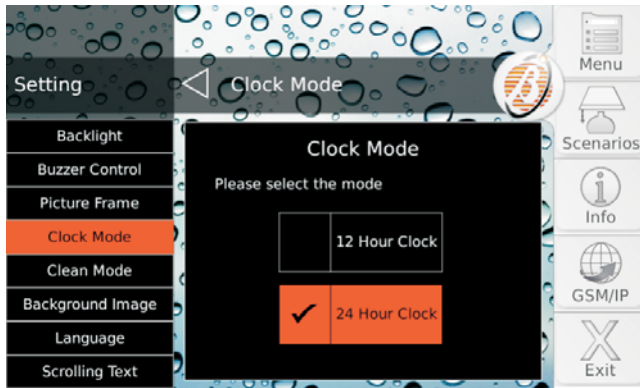 Setting
Clock Mode
Backlight
Buzzer Control
Picture Frame
Clock Mode
Clean Mode
Background Image
Language
Scrolling Text
Clock Mode
Please select the mode
12 Hour Clock
24 Hour Clock
Menu
Scenarios
Info
GSM/IP
Exit